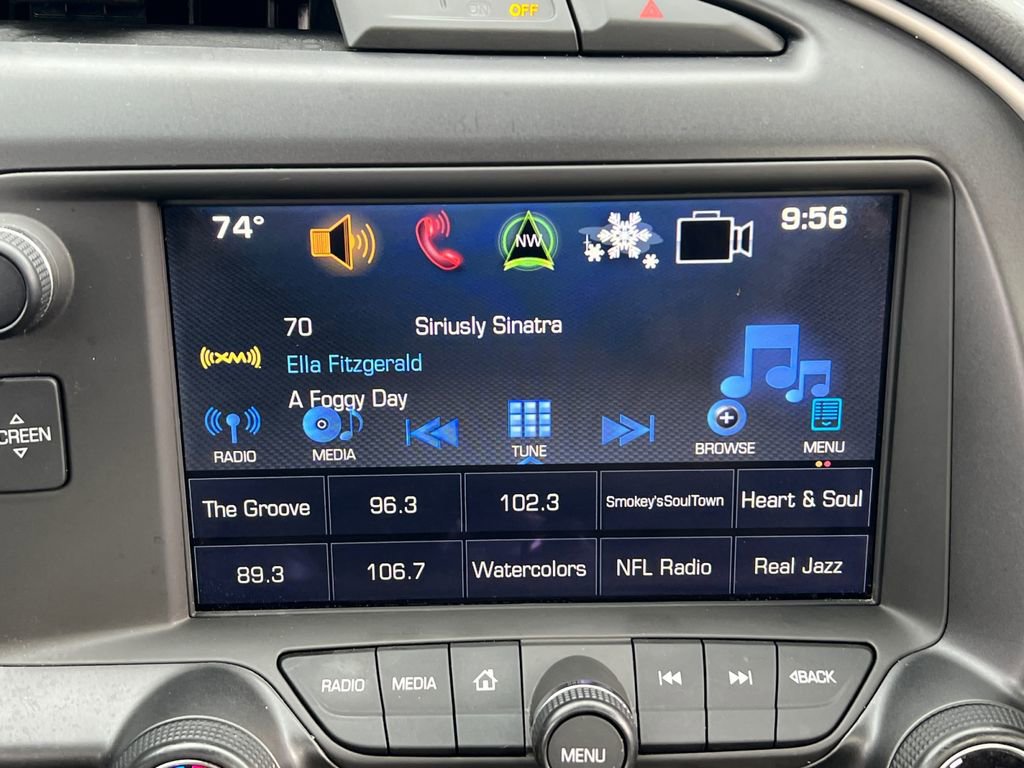 ON OFF
74° NW 9:56
70 Siriusly Sinatra
((XM))
Ella Fitzgerald
A Foggy Day
RADIO MEDIA TUNE BROWSE MENU
The Groove 96.3 102.3 Smokey'sSoulTown Heart & Soul
89.3 106.7 Watercolors NFL Radio Real Jazz
CREEN
RADIO MEDIA BACK
MENU